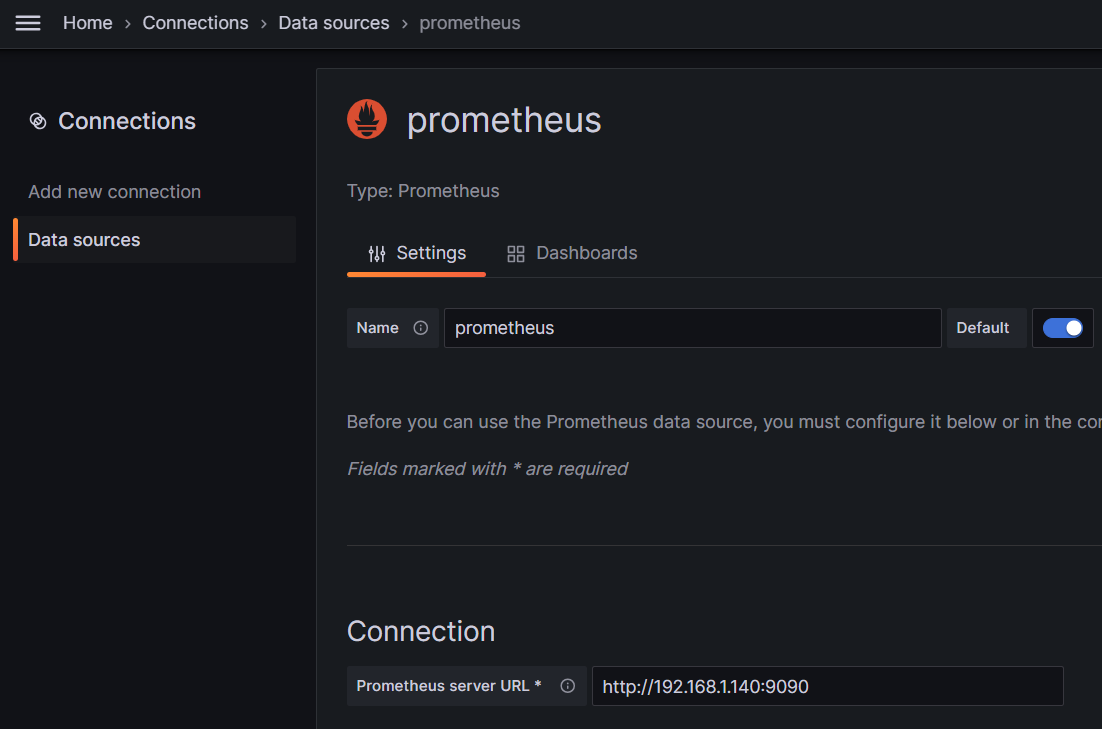 Home › Connections › Data sources › prometheus
Connections
Add new connection
Data sources
prometheus
Type: Prometheus
Settings Dashboards
Name prometheus Default
Before you can use the Prometheus data source, you must configure it below or in the
Fields marked with * are required
Connection
Prometheus server URL * http://192.168.1.140:9090